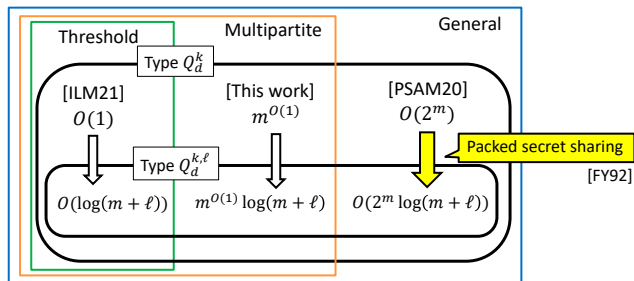 Threshold Multipartite General
Type $Q_d^k$
[ILM21] [This work] [PSAM20]
$O(1)$ $m^{O(1)}$ $O(2^m)$
Packed secret sharing
Type $Q_d^{k,\ell}$
[FY92]
$O(\log(m + \ell))$ $m^{O(1)} \log(m + \ell)$ $O(2^m \log(m + \ell))$